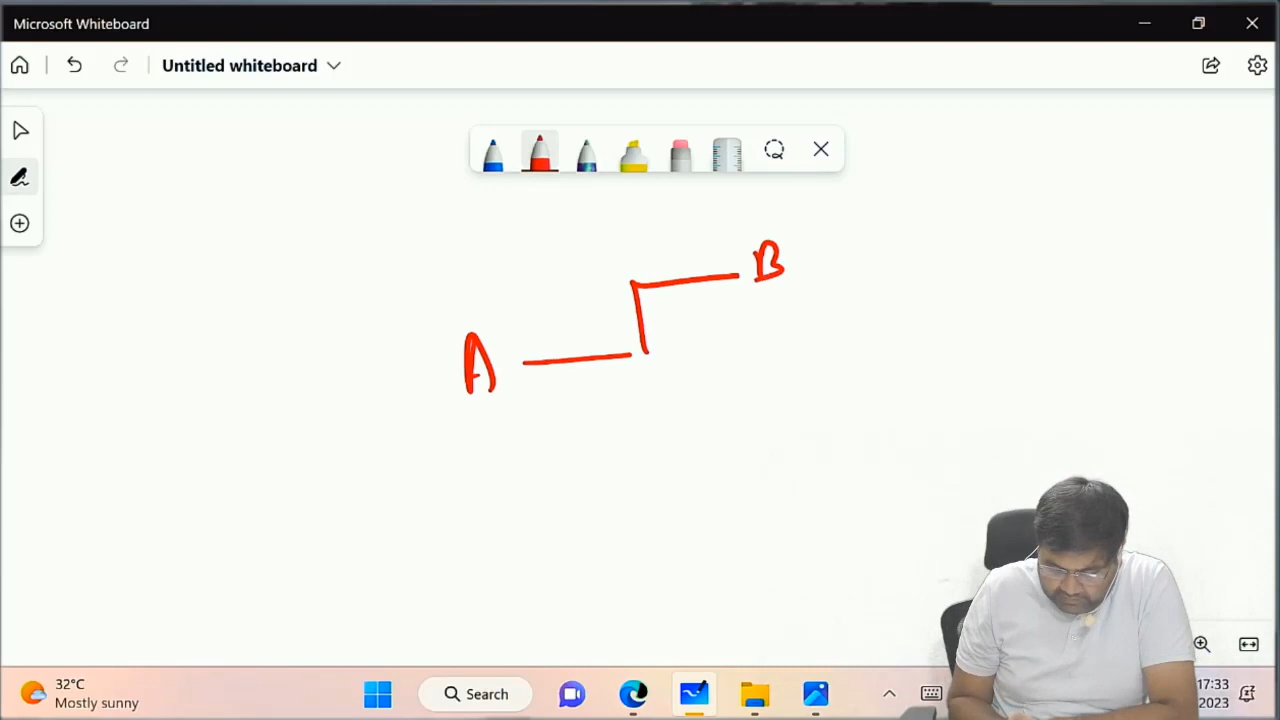 Microsoft Whiteboard
Untitled whiteboard
B
A
32°C
Mostly sunny
Search
17:33
2023